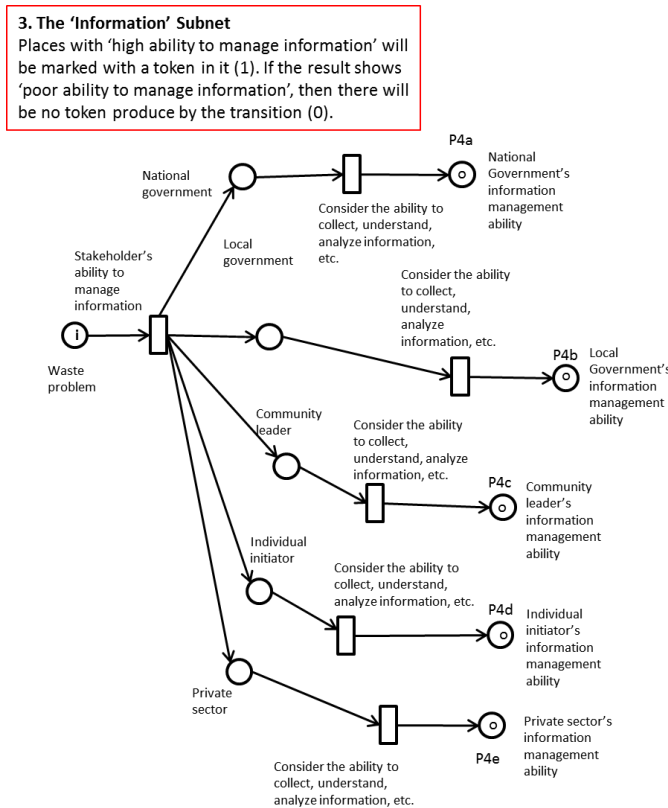 3. The ‘Information’ Subnet
Places with ‘high ability to manage information’ will
be marked with a token in it (1). If the result shows
‘poor ability to manage information’, then there will
be no token produce by the transition (0).
P4a
National
government
National
Government’s
information
management
ability
Consider the ability to
collect, understand,
analyze information,
etc.
Local
government
Stakeholder’s
ability to
manage
information
Consider the ability
to collect,
understand,
analyze
information, etc.
i
Waste
problem
P4b
Local
Government’s
information
management
ability
Community
leader
Consider the ability
to collect,
understand, analyze
information, etc.
P4c
Community
leader’s
information
management
ability
Individual
initiator
Consider the ability to
collect, understand,
analyze information, etc.
P4d
Individual
initiator’s
information
management
ability
Private
sector
Private sector’s
information
management
ability
P4e
Consider the ability to
collect, understand,
analyze information, etc.